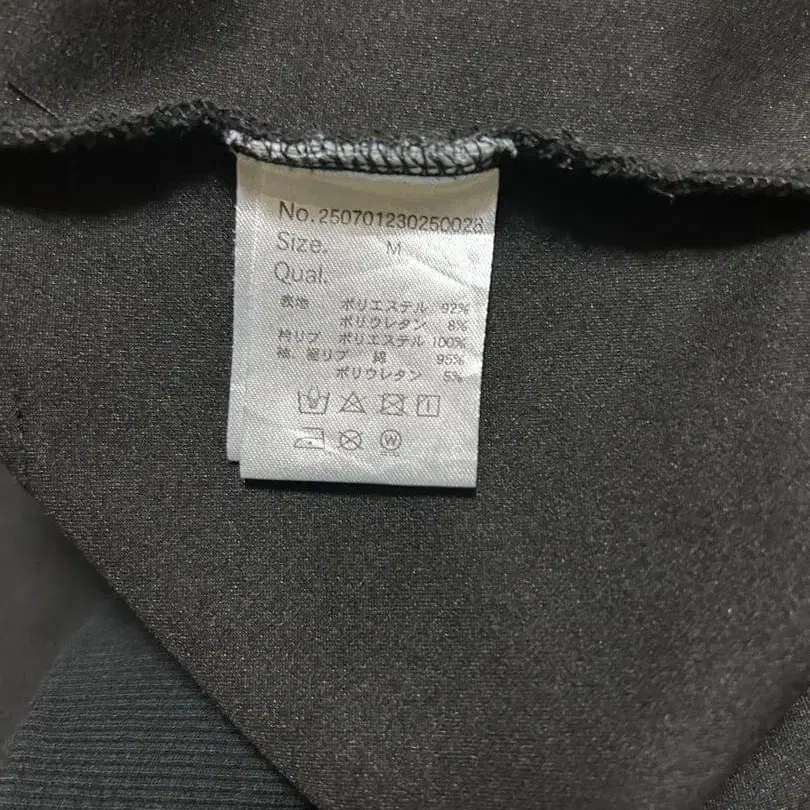 No.250701230250028
Size. M
Qual.
表地 ポリエステル 92%
ポリウレタン 8%
衿リブ ポリエステル 100%
袖、裾リブ 綿 95%
ポリウレタン 5%
W